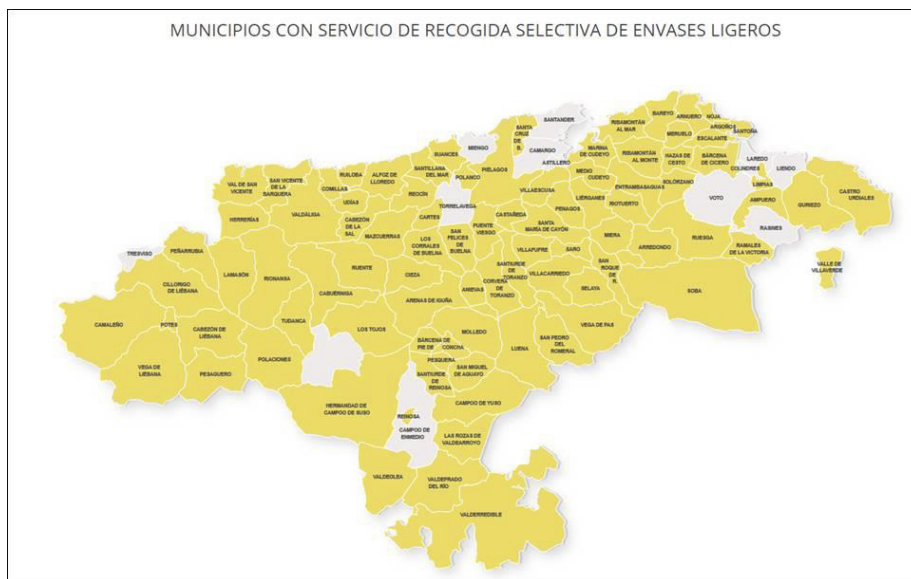 MUNICIPIOS CON SERVICIO DE RECOGIDA SELECTIVA DE ENVASES LIGEROS
SANTANDER
BAREYO
ARNUERO
NOJA
RIBAMONTÁN
AL MAR
SANTA
CRUZ
DE B.
ARGOÑOS
SANTOÑA
MERUELO
ESCALANTE
MIENGO
CAMARGO
ASTILLERO
MARINA
DE CUDEYO
RIBAMONTÁN
AL MONTE
HAZAS DE
CESTO
BÁRCENA
DE CICERO
LAREDO
COLINDRES
LIENDO
SUANCES
SANTILLANA
DEL MAR
POLANCO
PIÉLAGOS
MEDIO
CUDEYO
SOLÓRZANO
LIMPIAS
RUILOBA
ALFOZ DE
LLOREDO
COMILLAS
SAN VICENTE
DE LA
BARQUERA
VAL DE SAN
VICENTE
REOCÍN
VILLAESCUSA
ENTRAMBASAGUAS
AMPUERO
GURIEZO
CASTRO
URDIALES
UDÍAS
TORRELAVEGA
PENAGOS
LIÉRGANES
RIOTUERTO
VOTO
HERRERÍAS
VALDÁLIGA
CABEZÓN
DE LA
SAL
CARTES
CASTAÑEDA
MAZCUERRAS
LOS
CORRALES
DE BUELNA
SAN
FELICES
DE
BUELNA
PUENTE
VIESGO
SANTA
MARÍA DE CAYÓN
RASINES
MIERA
ARREDONDO
RUESGA
RAMALES
DE LA VICTORIA
TRESVISO
PEÑARRUBIA
VILLAFUFRE
SARO
VALLE DE
VILLAVERDE
LAMASÓN
RIONANSA
RUENTE
CIEZA
SANTIURDE
DE
TORANZO
VILLACARRIEDO
SAN
ROQUE
DE R.
CILLORIGO
DE LIÉBANA
CABUÉRNIGA
ANIEVAS
CORVERA
DE
TORANZO
SELAYA
SOBA
ARENAS DE IGUÑA
CAMALEÑO
POTES
CABEZÓN DE
LIÉBANA
TUDANCA
LOS TOJOS
MOLLEDO
VEGA DE PAS
BÁRCENA DE
PIE DE CONCHA
LUENA
SAN PEDRO
DEL
ROMERAL
VEGA DE
LIÉBANA
PESAGUERO
POLACIONES
PESQUERA
SANTIURDE
DE
REINOSA
SAN MIGUEL
DE AGUAYO
HERMANDAD DE
CAMPOO DE SUSO
CAMPOO DE YUSO
REINOSA
CAMPOO DE
ENMEDIO
LAS ROZAS DE
VALDEARROYO
VALDEOLEA
VALDEPRADO
DEL RÍO
VALDERREDIBLE